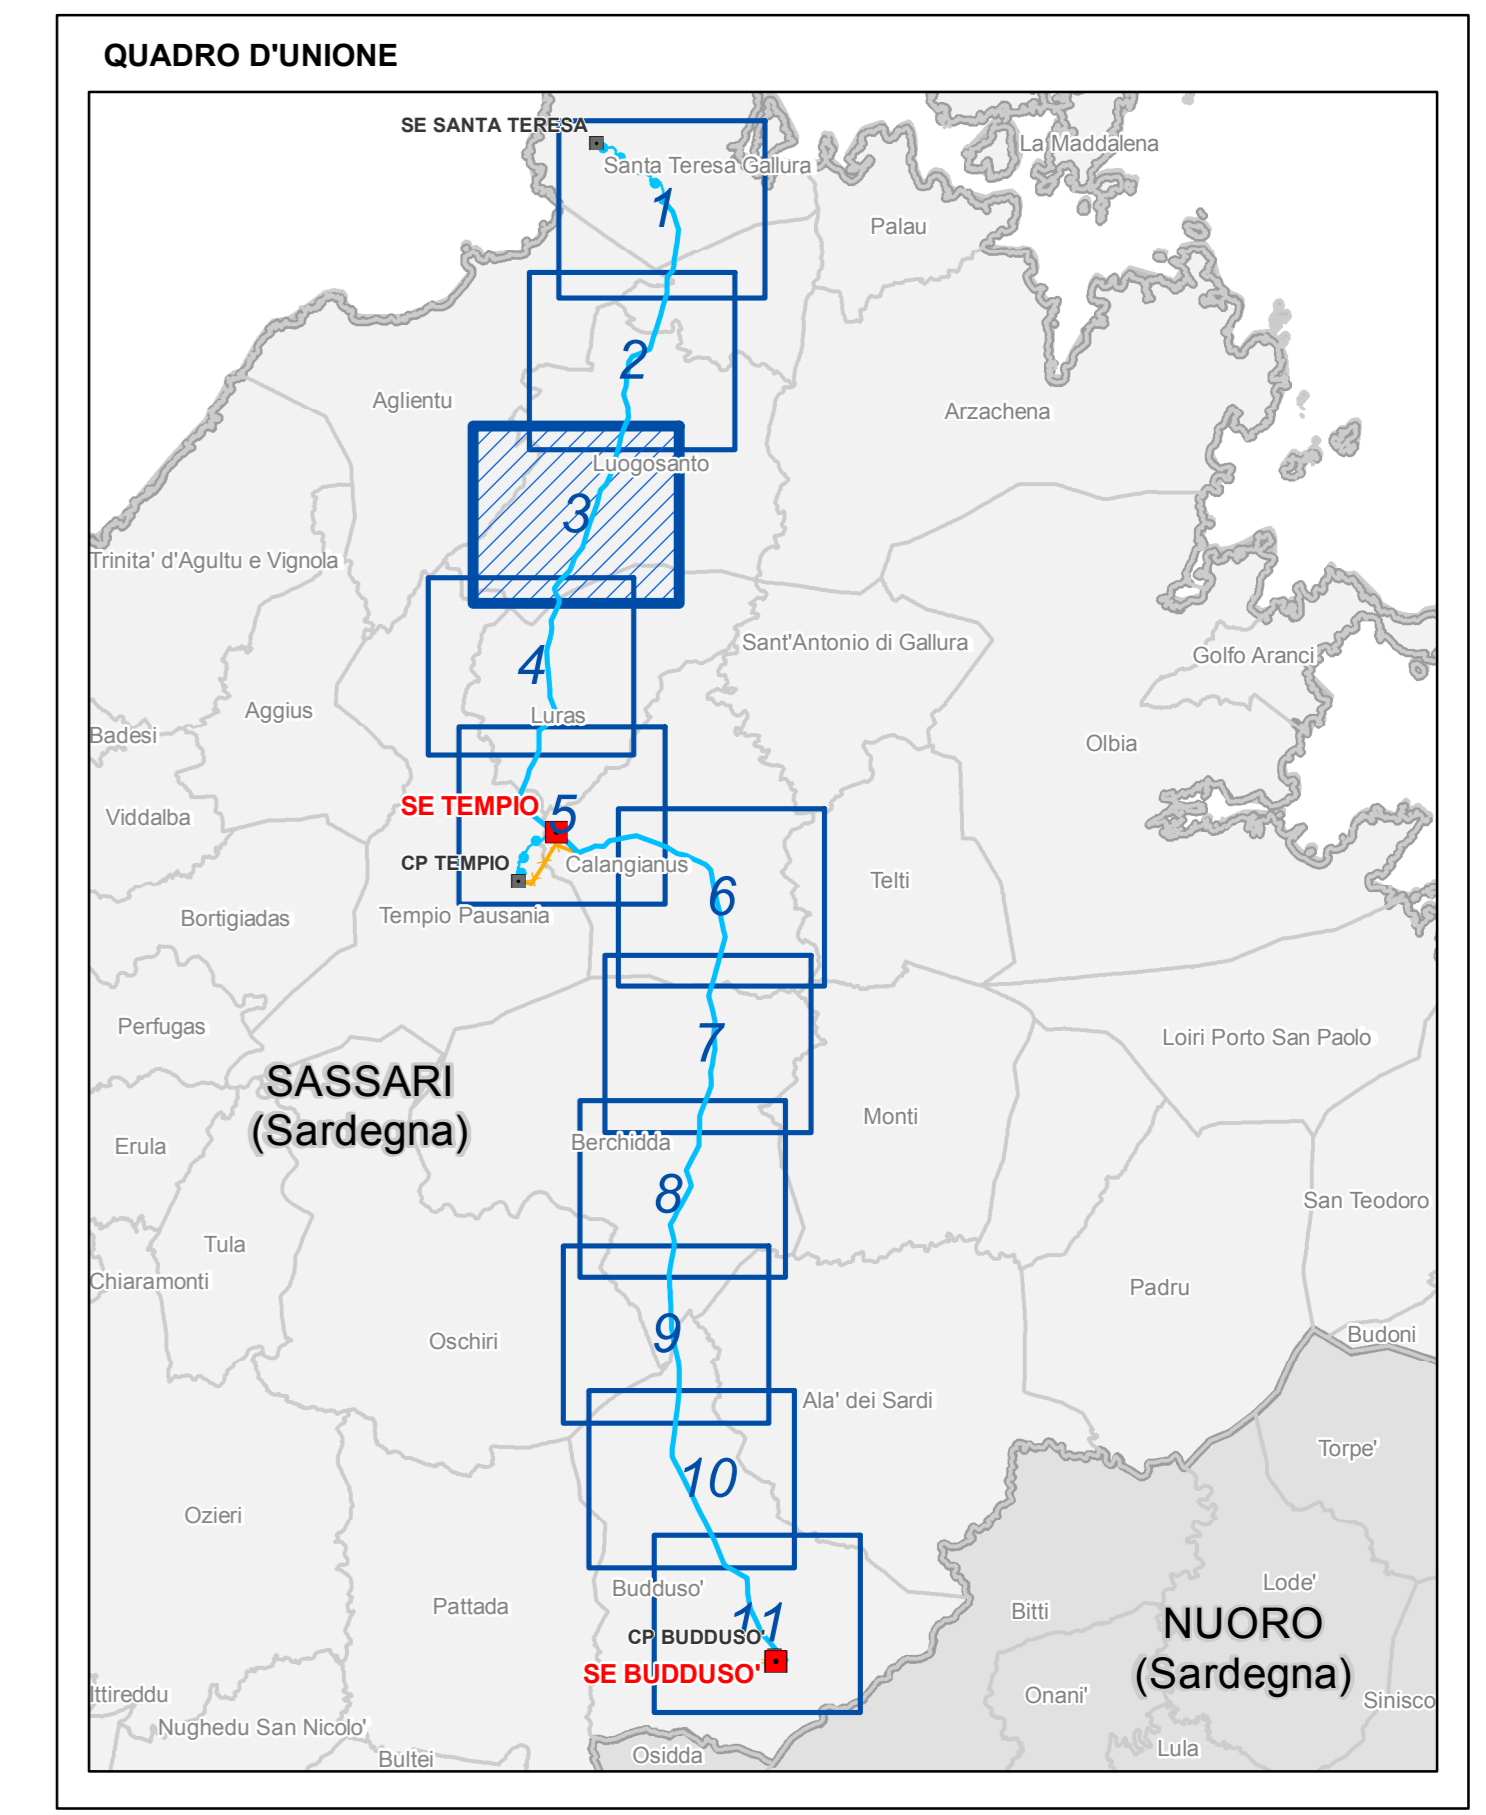 QUADRO D'UNIONE
SE SANTA TERESA
La Maddalena
Santa Teresa Gallura
1
Palau
2
Aglientu
Arzachena
Luogosanto
3
Trinita' d'Agultu e Vignola
Sant'Antonio di Gallura
Golfo Aranci
4
Aggius
Luras
Badesi
Olbia
SE TEMPIO
5
Viddalba
CP TEMPIO
Calangianus
Telti
6
Bortigiadas
Tempio Pausania
Perfugas
Loiri Porto San Paolo
7
SASSARI
(Sardegna)
Monti
Erula
Berchidda
8
San Teodoro
Tula
Chiaramonti
Padru
9
Oschiri
Budoni
Ala' dei Sardi
Torpe'
10
Ozieri
Lode'
Budduso'
Pattada
Bitti
11
NUORO
(Sardegna)
CP BUDDUSO'
SE BUDDUSO'
Ittireddu
Onani'
Sinisco
Nughedu San Nicolo'
Lula
Osidda
Bultei